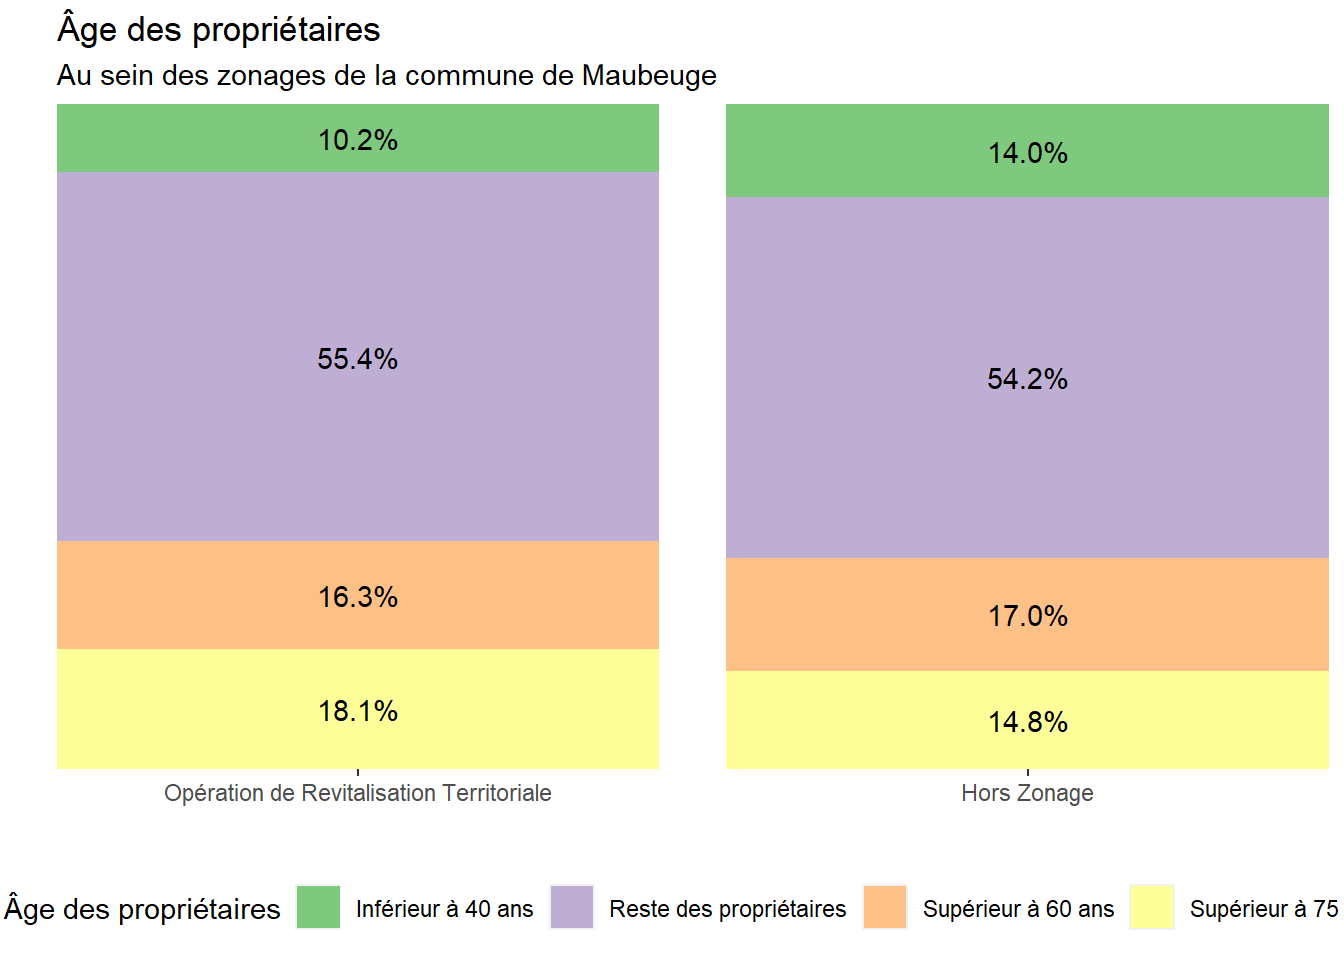 Âge des propriétaires
Au sein des zonages de la commune de Maubeuge
10.2%
14.0%
55.4%
54.2%
16.3%
17.0%
18.1%
14.8%
Opération de Revitalisation Territoriale
Hors Zonage
Âge des propriétaires
Inférieur à 40 ans
Reste des propriétaires
Supérieur à 60 ans
Supérieur à 75